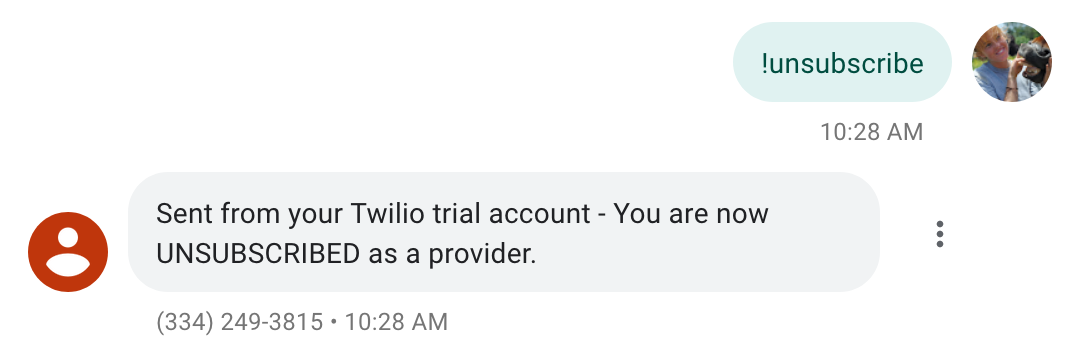 !unsubscribe
10:28 AM
Sent from your Twilio trial account - You are now
UNSUBSCRIBED as a provider.
(334) 249-3815 • 10:28 AM